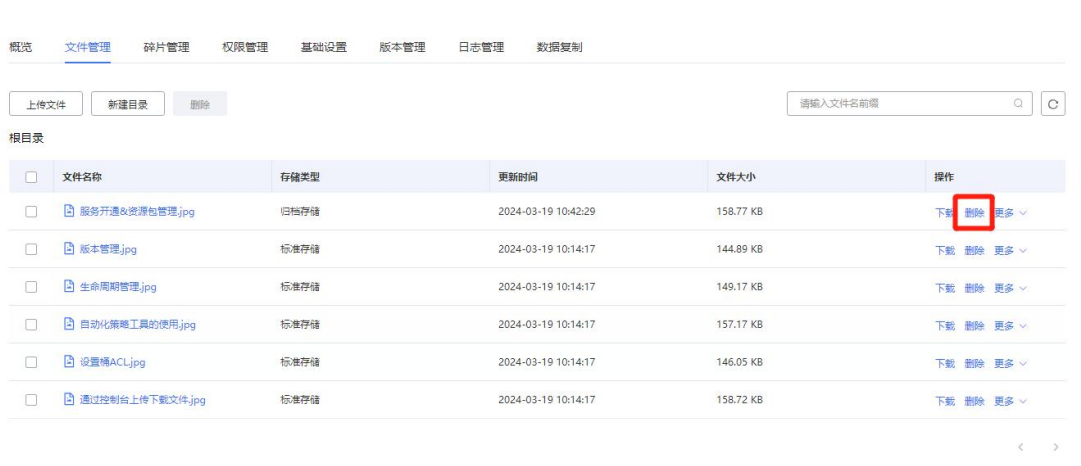 概览 文件管理 碎片管理 权限管理 基础设置 版本管理 日志管理 数据复制
上传文件 新建目录 删除 请输入文件名前缀
根目录
文件名称 存储类型 更新时间 文件大小 操作
服务开通&资源包管理.jpg 归档存储 2024-03-19 10:42:29 158.77 KB 下载 删除 更多
版本管理.jpg 标准存储 2024-03-19 10:14:17 144.89 KB 下载 删除 更多
生命周期管理.jpg 标准存储 2024-03-19 10:14:17 149.17 KB 下载 删除 更多
自动化策略工具的使用.jpg 标准存储 2024-03-19 10:14:17 157.17 KB 下载 删除 更多
设置桶ACL.jpg 标准存储 2024-03-19 10:14:17 146.05 KB 下载 删除 更多
通过控制台上传下载文件.jpg 标准存储 2024-03-19 10:14:17 158.72 KB 下载 删除 更多